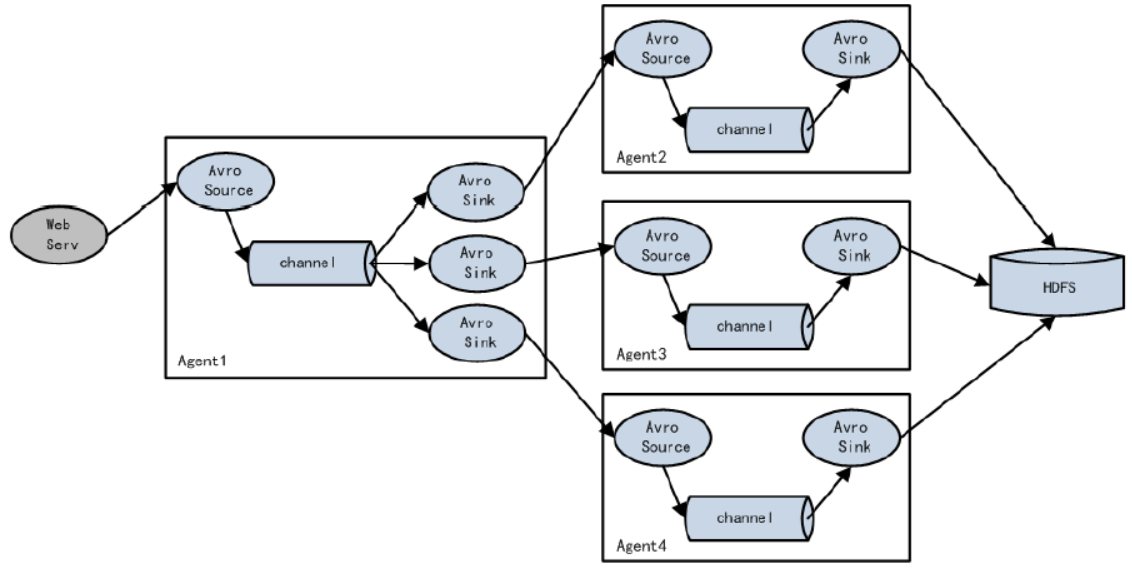 Web
Serv
Avro
Source
channel
Avro
Sink
Avro
Sink
Avro
Sink
Agent1
Avro
Source
channel
Avro
Sink
Agent2
Avro
Source
channel
Avro
Sink
Agent3
Avro
Source
channel
Avro
Sink
Agent4
HDFS